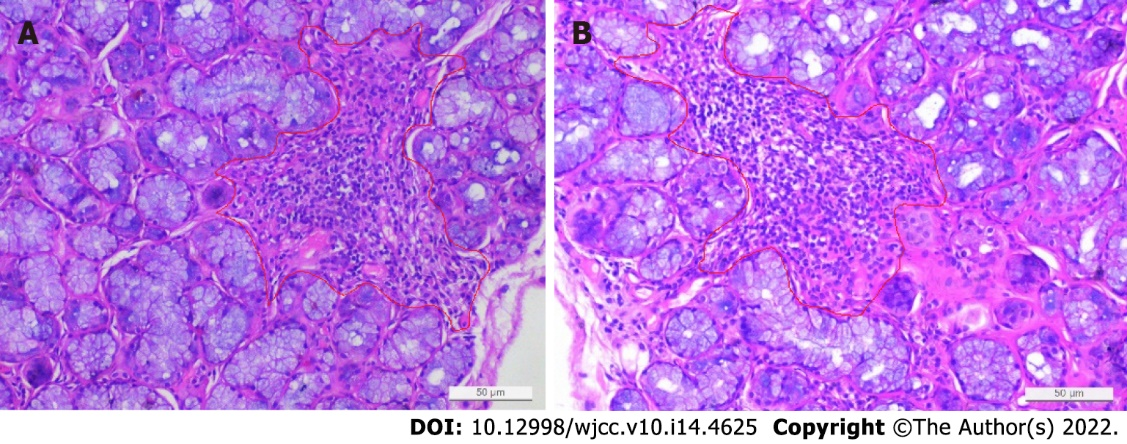 A
B
50 µm
50 µm
DOI: 10.12998/wjcc.v10.i14.4625 Copyright ©The Author(s) 2022.